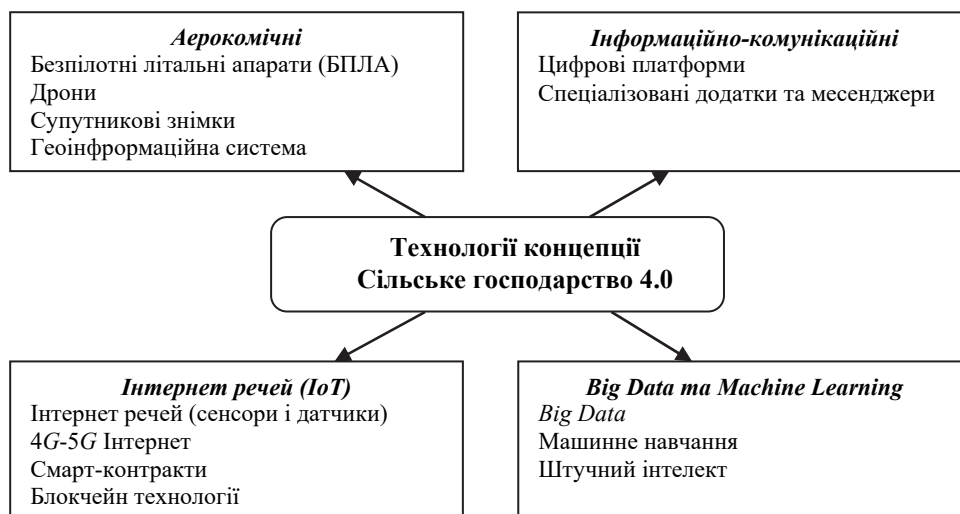 Аерокомічні
Безпілотні літальні апарати (БПЛА)
Дрони
Супутникові знімки
Геоінфрормаційна система
Інформаційно-комунікаційні
Цифрові платформи
Спеціалізовані додатки та месенджери
Технології концепції
Сільське господарство 4.0
Інтернет речей (IoT)
Інтернет речей (сенсори і датчики)
4G-5G Інтернет
Смарт-контракти
Блокчейн технології
Big Data та Machine Learning
Big Data
Машинне навчання
Штучний інтелект